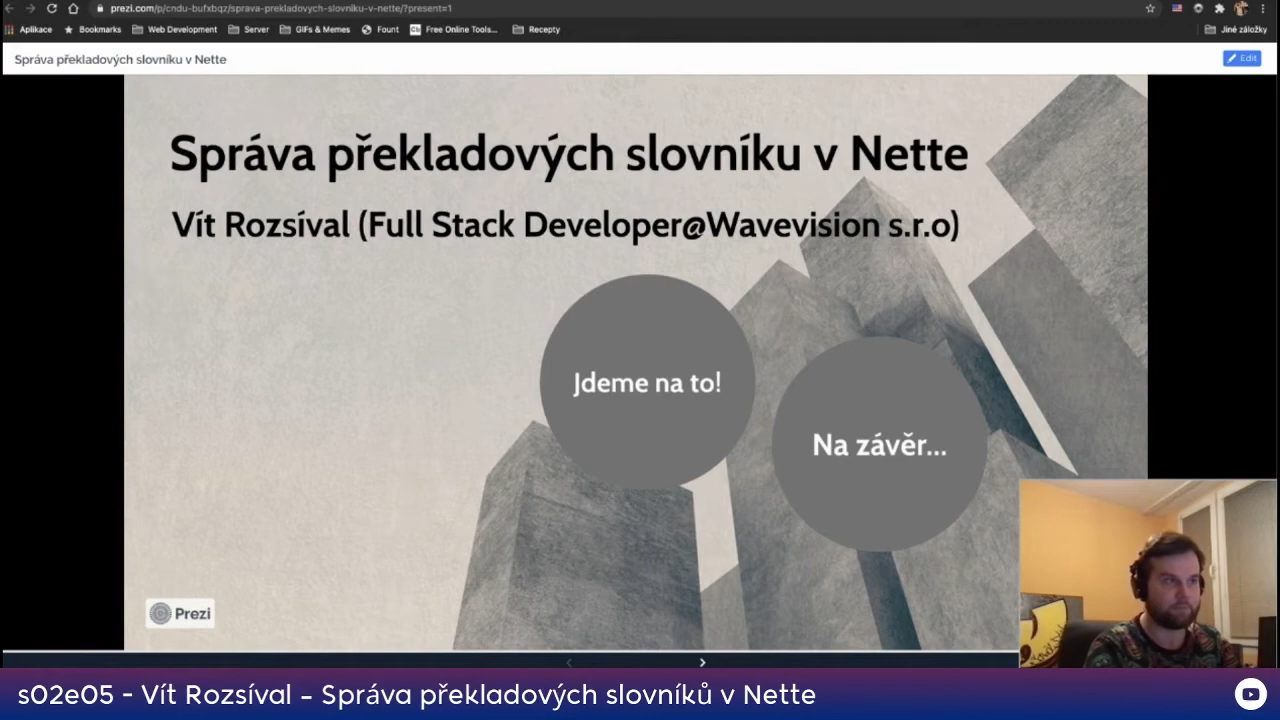 prezi.com/p/cndu-bufxbqz/sprava-prekladovych-slovniku-v-nette/?present=1
Aplikace Bookmarks Web Development Server GIFs & Memes Fount Free Online Tools... Recepty Jiné záložky
Správa překladových slovníku v Nette
Edit
Správa překladových slovníku v Nette
Vít Rozsíval (Full Stack Developer@Wavevision s.r.o)
Jdeme na to!
Na závěr...
Prezi
s02e05 - Vít Rozsíval – Správa překladových slovníků v Nette